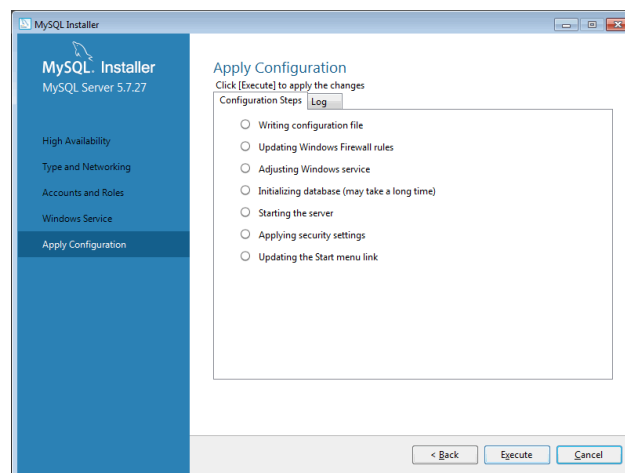 MySQL Installer
MySQL. Installer
MySQL Server 5.7.27
High Availability
Type and Networking
Accounts and Roles
Windows Service
Apply Configuration
Apply Configuration
Click [Execute] to apply the changes
Configuration Steps Log
Writing configuration file
Updating Windows Firewall rules
Adjusting Windows service
Initializing database (may take a long time)
Starting the server
Applying security settings
Updating the Start menu link
< Back Execute Cancel